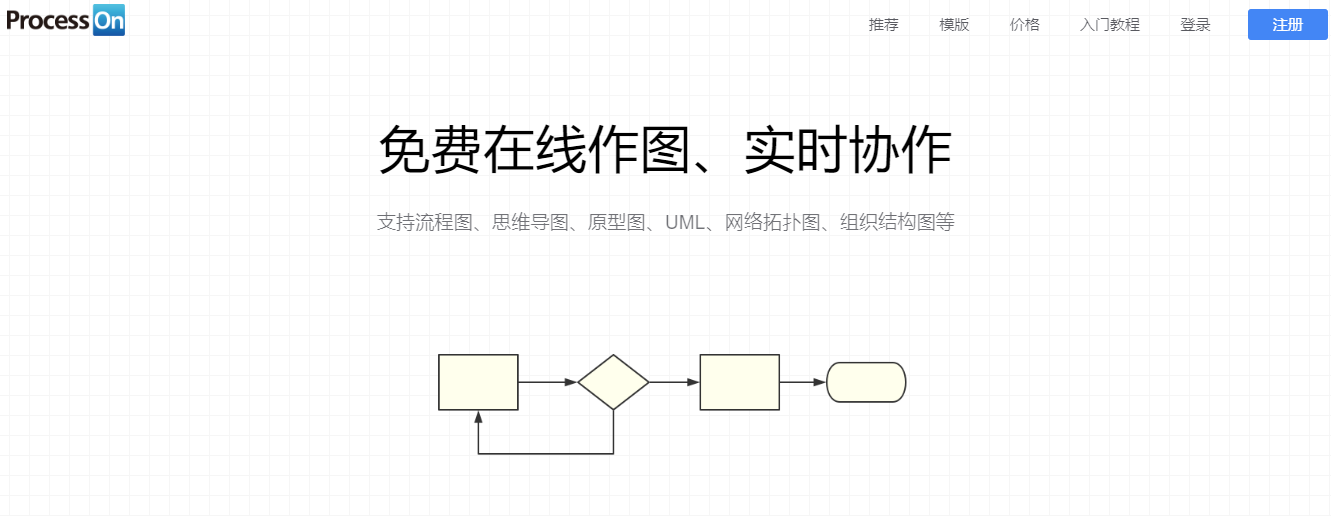 ProcessOn
推荐 模版 价格 入门教程 登录 注册
免费在线作图、实时协作
支持流程图、思维导图、原型图、UML、网络拓扑图、组织结构图等